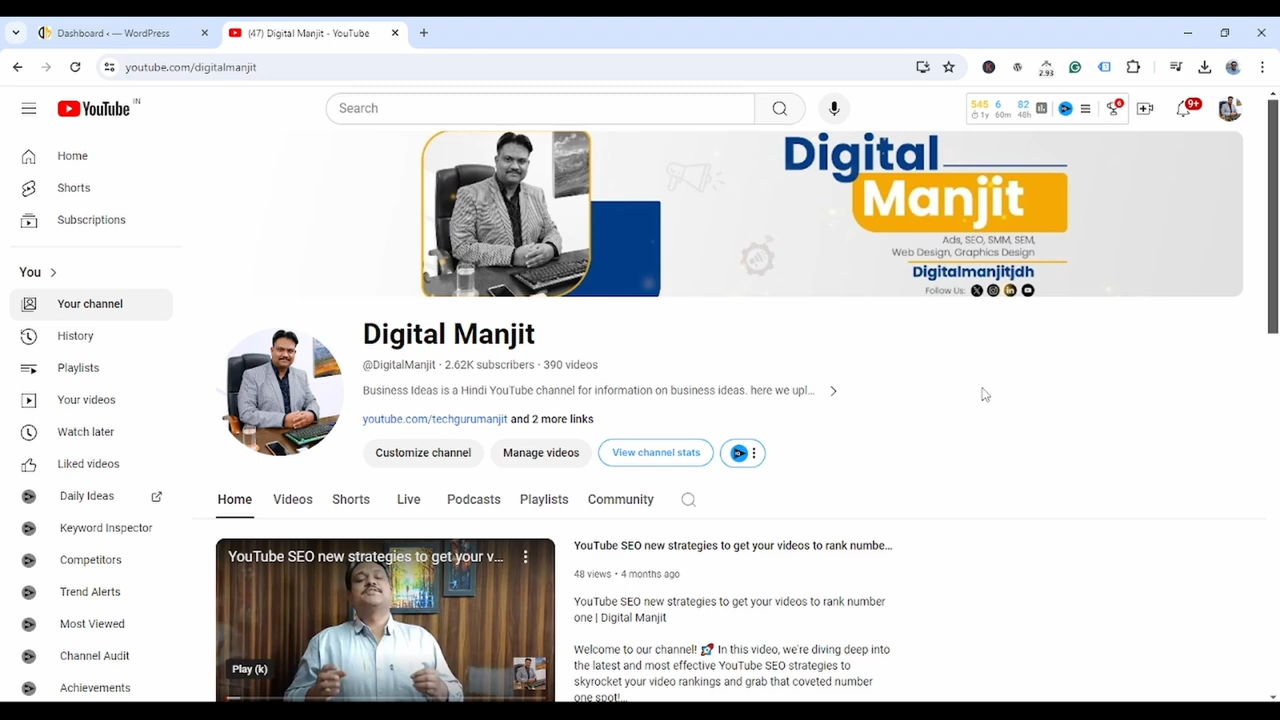 Dashboard ‹ — WordPress
(47) Digital Manjit - YouTube
youtube.com/digitalmanjit
2.93
YouTube IN
Search
545 6 82
1y 60m 48h
6
9+
Home
Shorts
Subscriptions
You
Your channel
History
Playlists
Your videos
Watch later
Liked videos
Daily Ideas
Keyword Inspector
Competitors
Trend Alerts
Most Viewed
Channel Audit
Achievements
Digital
Manjit
Ads, SEO, SMM, SEM,
Web Design, Graphics Design
Digitalmanjitjdh
Follow Us:
Digital Manjit
@DigitalManjit · 2.62K subscribers · 390 videos
Business Ideas is a Hindi YouTube channel for information on business ideas. here we upl...
youtube.com/techgurumanjit and 2 more links
Customize channel
Manage videos
View channel stats
Home Videos Shorts Live Podcasts Playlists Community
YouTube SEO new strategies to get your v...
Play (k)
YouTube SEO new strategies to get your videos to rank numbe...
48 views • 4 months ago
YouTube SEO new strategies to get your videos to rank number
one | Digital Manjit
Welcome to our channel! 🚀 In this video, we're diving deep into
the latest and most effective YouTube SEO strategies to
skyrocket your video rankings and grab that coveted number
one spot!...